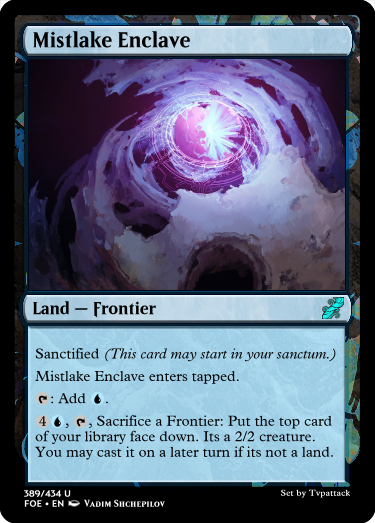 Mistlake Enclave
Land — Frontier
Sanctified (This card may start in your sanctum.)
Mistlake Enclave enters tapped.
: Add .
4 , , Sacrifice a Frontier: Put the top card
of your library face down. Its a 2/2 creature.
You may cast it on a later turn if its not a land.
389/434 U
FOE • EN Vadim Shchepilov
Set by Tvpattack